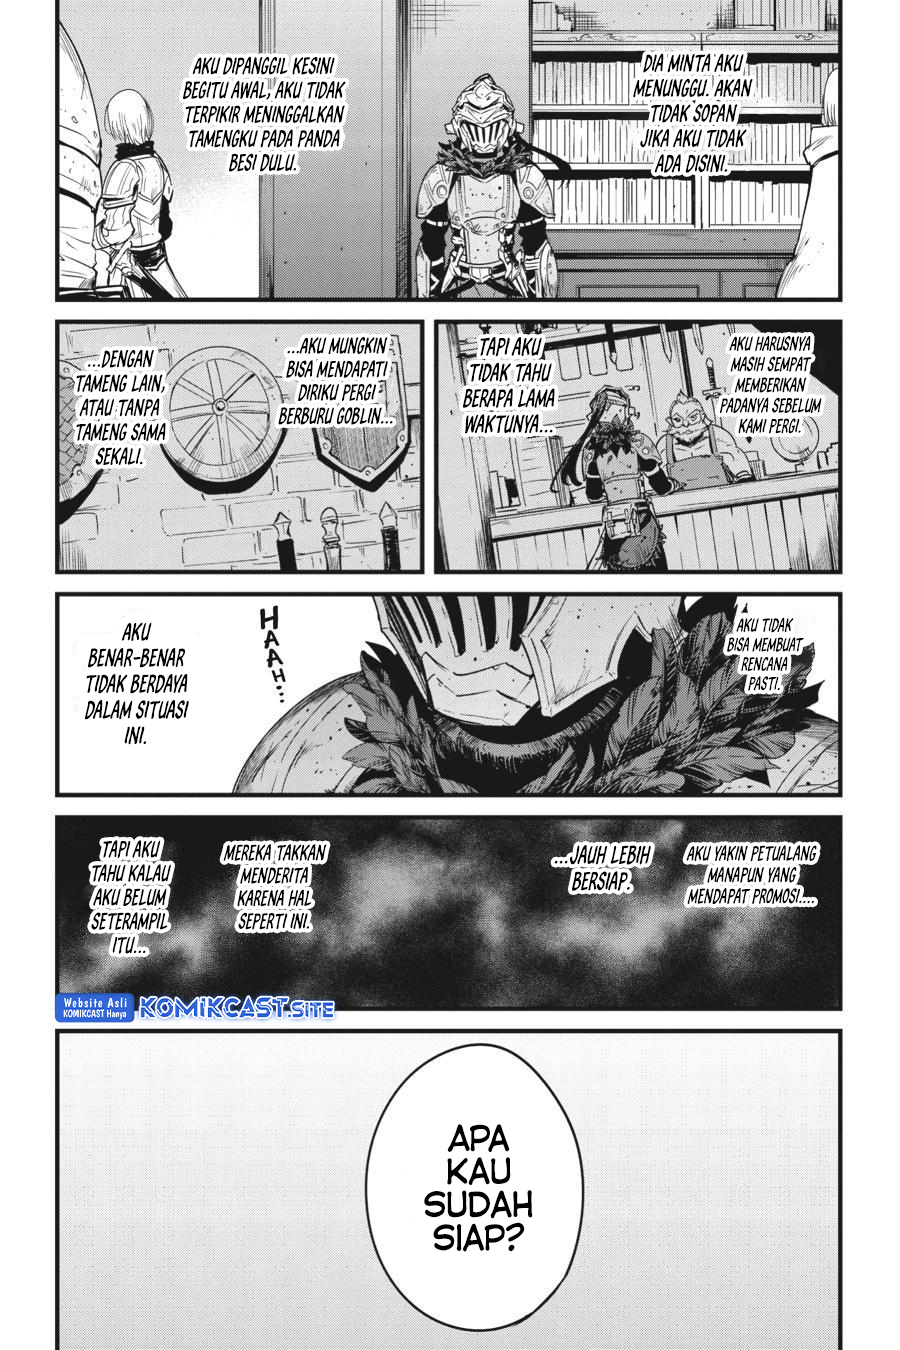 DIA MINTA AKU
MENUNGGU. AKAN
TIDAK SOPAN
JIKA AKU TIDAK
ADA DISINI.
AKU DIPANGGIL KESINI
BEGITU AWAL, AKU TIDAK
TERPIKIR MENINGGALKAN
TAMENGKU PADA PANDA
BESI DULU.
AKU HARUSNYA
MASIH SEMPAT
MEMBERIKAN
PADANYA SEBELUM
KAMI PERGI.
TAPI AKU
TIDAK TAHU
BERAPA LAMA
WAKTUNYA...
...AKU MUNGKIN
BISA MENDAPATI
DIRIKU PERGI
BERBURU GOBLIN...
...DENGAN
TAMENG LAIN,
ATAU TANPA
TAMENG SAMA
SEKALI.
AKU TIDAK
BISA MEMBUAT
RENCANA
PASTI.
HAAH...
AKU
BENAR-BENAR
TIDAK BERDAYA
DALAM SITUASI
INI.
AKU YAKIN PETUALANG
MANAPUN YANG
MENDAPAT PROMOSI....
...JAUH LEBIH
BERSIAP.
MEREKA TAKKAN
MENDERITA
KARENA HAL
SEPERTI INI.
TAPI AKU
TAHU KALAU
AKU BELUM
SETERAMPIL
ITU...
Website Asli
KOMIKCAST Hanya
KOMIKCAST.SITE
APA
KAU
SUDAH
SIAP?